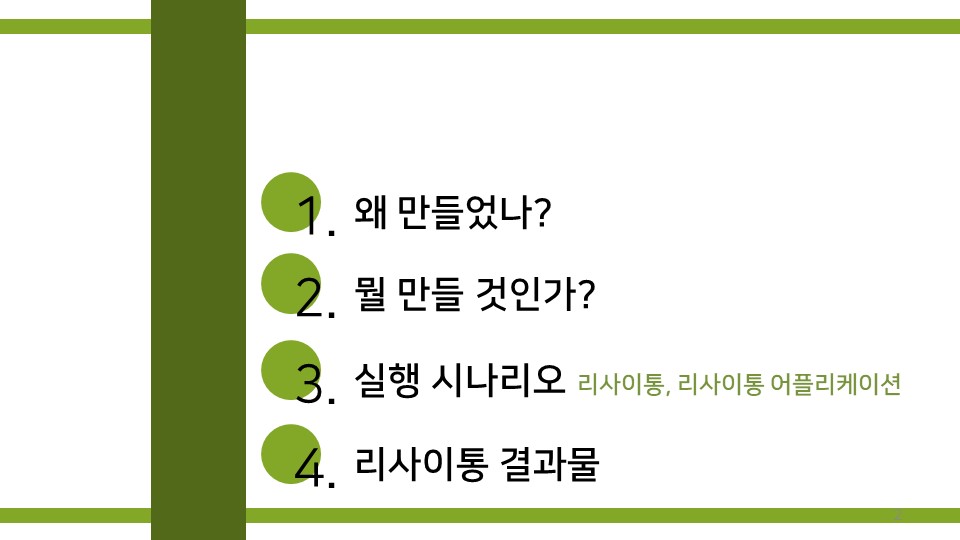 1. 왜 만들었나?
2. 뭘 만들 것인가?
3. 실행 시나리오 리사이통, 리사이통 어플리케이션
4. 리사이통 결과물